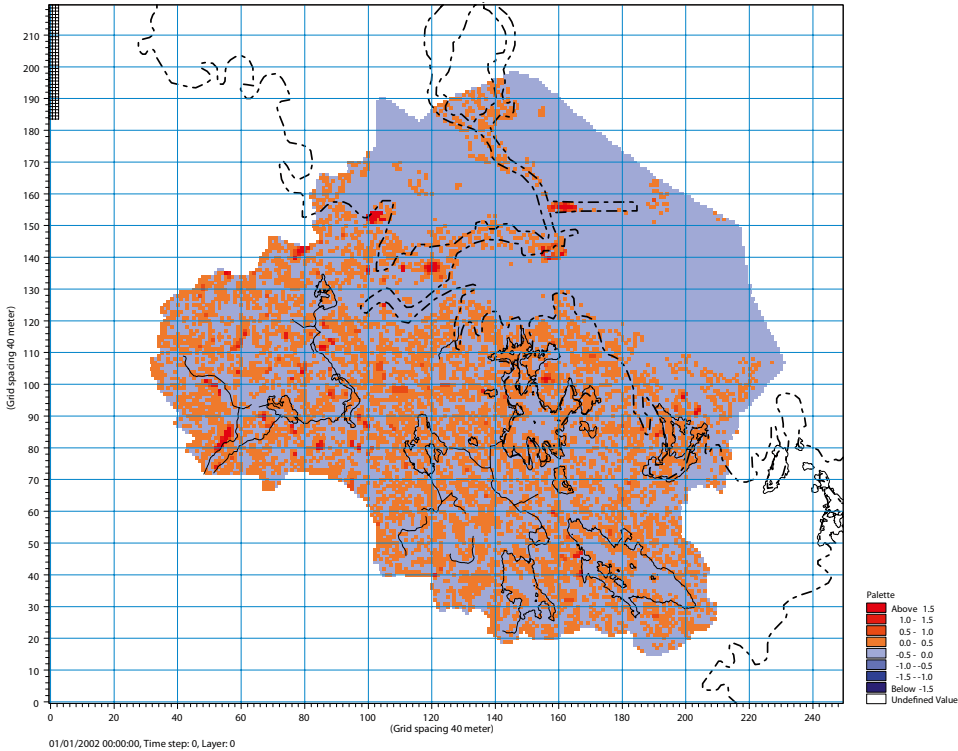 210
200
190
180
170
160
150
140
130
120
110
100
90
80
70
60
50
40
30
20
10
0
(Grid spacing 40 meter)
0 20 40 60 80 100 120 140 160 180 200 220 240
(Grid spacing 40 meter)
01/01/2002 00:00:00, Time step: 0, Layer: 0
Palette
Above 1.5
1.0 - 1.5
0.5 - 1.0
0.0 - 0.5
-0.5 - 0.0
-1.0 - -0.5
-1.5 - -1.0
Below -1.5
Undefined Value